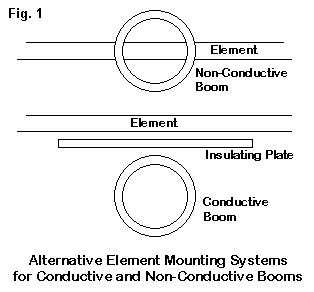 Fig. 1
Element
Non-Conductive
Boom
Element
Insulating Plate
Conductive
Boom
Alternative Element Mounting Systems
for Conductive and Non-Conductive Booms